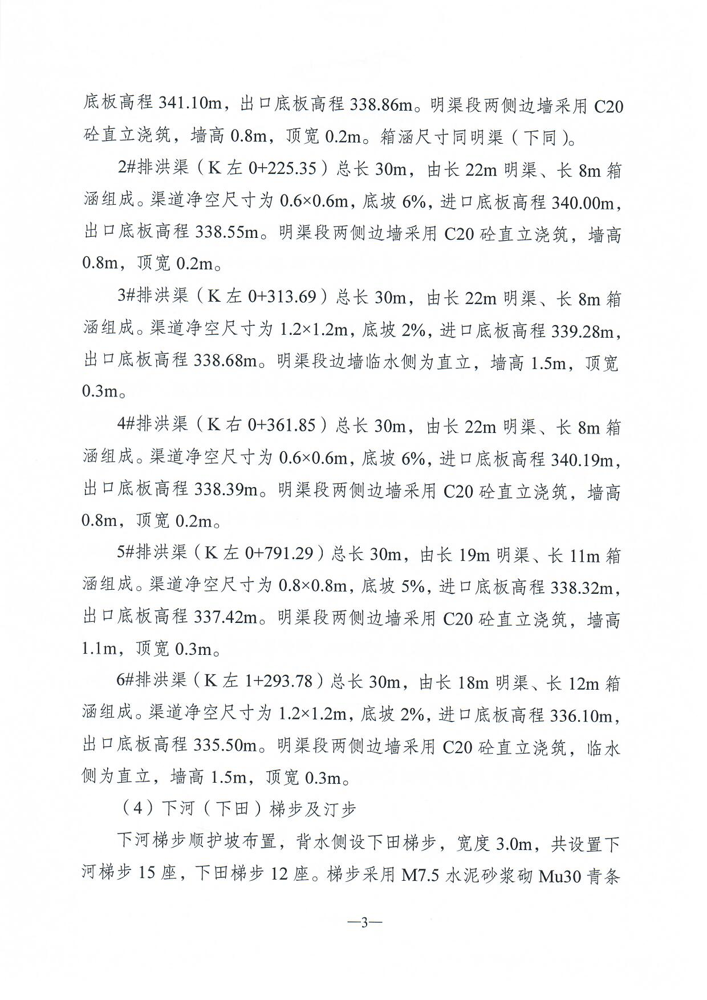 底板高程 341.10m，出口底板高程 338.86m。明渠段两侧边墙采用 C20
砼直立浇筑，墙高 0.8m，顶宽 0.2m。箱涵尺寸同明渠（下同）。
2#排洪渠（K 左 0+225.35）总长 30m，由长 22m 明渠、长 8m 箱
涵组成。渠道净空尺寸为 0.6×0.6m，底坡 6%，进口底板高程 340.00m，
出口底板高程 338.55m。明渠段两侧边墙采用 C20 砼直立浇筑，墙高
0.8m，顶宽 0.2m。
3#排洪渠（K 左 0+313.69）总长 30m，由长 22m 明渠、长 8m 箱
涵组成。渠道净空尺寸为 1.2×1.2m，底坡 2%，进口底板高程 339.28m，
出口底板高程 338.68m。明渠段边墙临水侧为直立，墙高 1.5m，顶宽
0.3m。
4#排洪渠（K 右 0+361.85）总长 30m，由长 22m 明渠、长 8m 箱
涵组成。渠道净空尺寸为 0.6×0.6m，底坡 6%，进口底板高程 340.19m，
出口底板高程 338.39m。明渠段两侧边墙采用 C20 砼直立浇筑，墙高
0.8m，顶宽 0.2m。
5#排洪渠（K 左 0+791.29）总长 30m，由长 19m 明渠、长 11m 箱
涵组成。渠道净空尺寸为 0.8×0.8m，底坡 5%，进口底板高程 338.32m，
出口底板高程 337.42m。明渠段两侧边墙采用 C20 砼直立浇筑，墙高
1.1m，顶宽 0.3m。
6#排洪渠（K 左 1+293.78）总长 30m，由长 18m 明渠、长 12m 箱
涵组成。渠道净空尺寸为 1.2×1.2m，底坡 2%，进口底板高程 336.10m，
出口底板高程 335.50m。明渠段两侧边墙采用 C20 砼直立浇筑，临水
侧为直立，墙高 1.5m，顶宽 0.3m。
（4）下河（下田）梯步及汀步
下河梯步顺护坡布置，背水侧设下田梯步，宽度 3.0m，共设置下
河梯步 15 座，下田梯步 12 座。梯步采用 M7.5 水泥砂浆砌 Mu30 青条
—3—